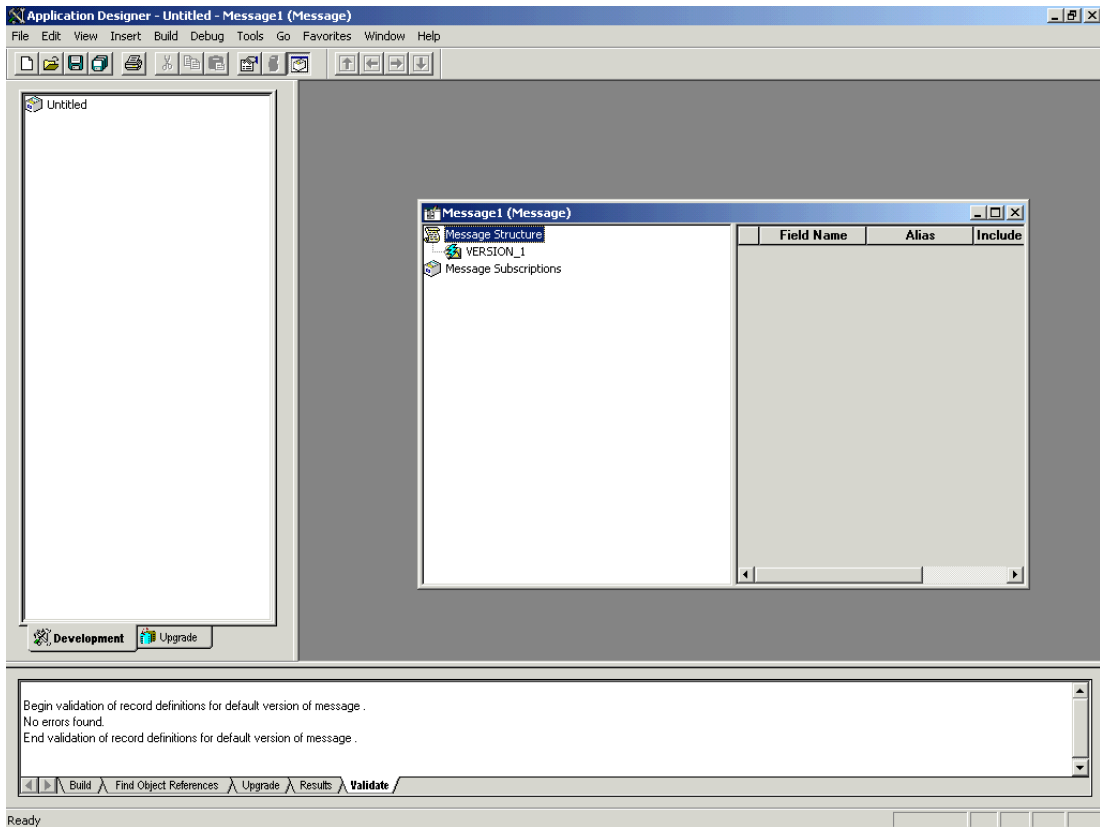 Application Designer - Untitled - Message1 (Message)
File Edit View Insert Build Debug Tools Go Favorites Window Help
Untitled
Message1 (Message)
Message Structure
VERSION_1
Message Subscriptions
Field Name Alias Include
Development Upgrade
Begin validation of record definitions for default version of message .
No errors found.
End validation of record definitions for default version of message .
Build Find Object References Upgrade Results Validate
Ready